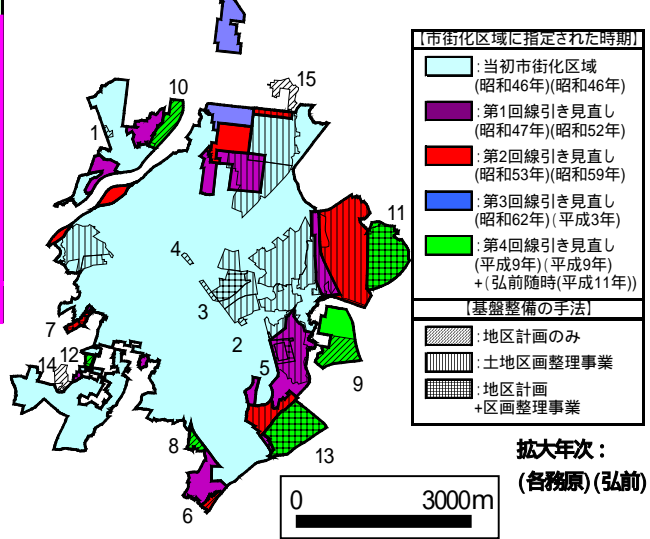 【市街化区域に指定された時期】
:当初市街化区域
(昭和46年)(昭和46年)
:第1回線引き見直し
(昭和47年)(昭和52年)
:第2回線引き見直し
(昭和53年)(昭和59年)
:第3回線引き見直し
(昭和62年)(平成3年)
:第4回線引き見直し
(平成9年)(平成9年)
+(弘前随時(平成11年))
【基盤整備の手法】
:地区計画のみ
:土地区画整理事業
:地区計画
+区画整理事業
拡大年次:
(各務原)(弘前)
10
15
1
11
4
3
2
7
14
12
5
9
8
13
6
0 3000m